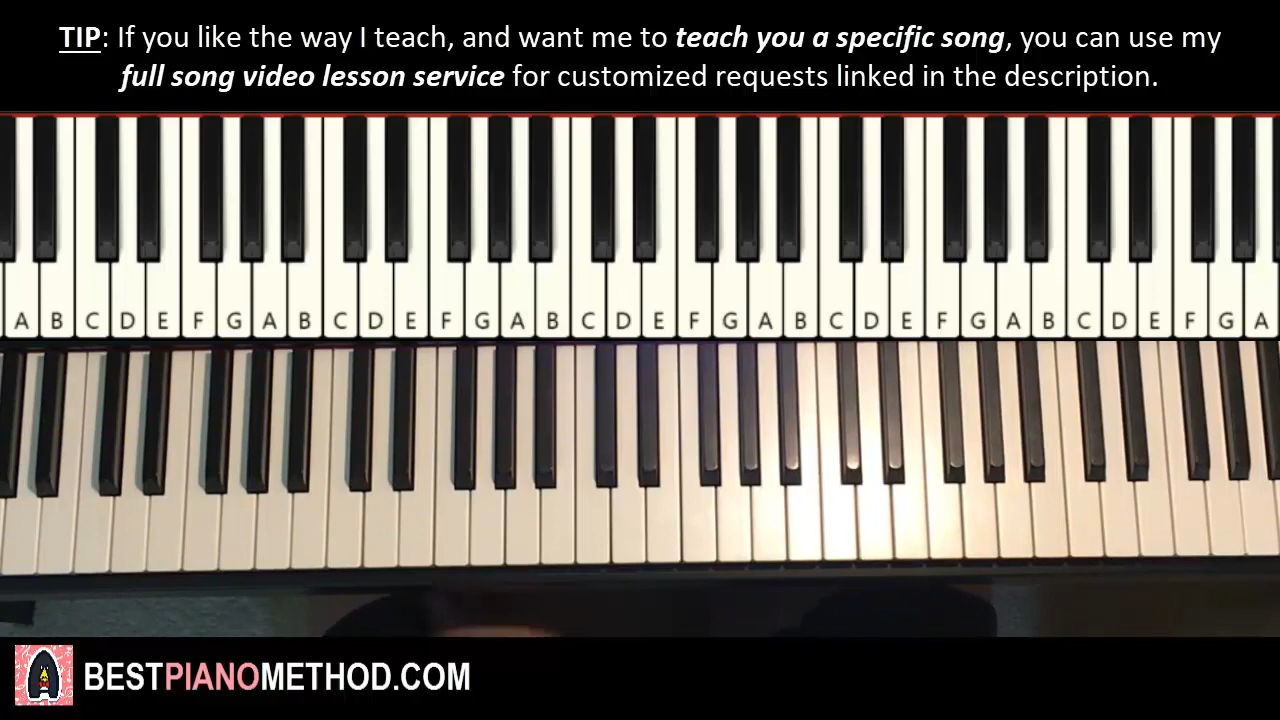 TIP: If you like the way I teach, and want me to teach you a specific song, you can use my
full song video lesson service for customized requests linked in the description.
A B C D E F G A B C D E F G A B C D E F G A B C D E F G A B C D E F G A
BESTPIANOMETHOD.COM